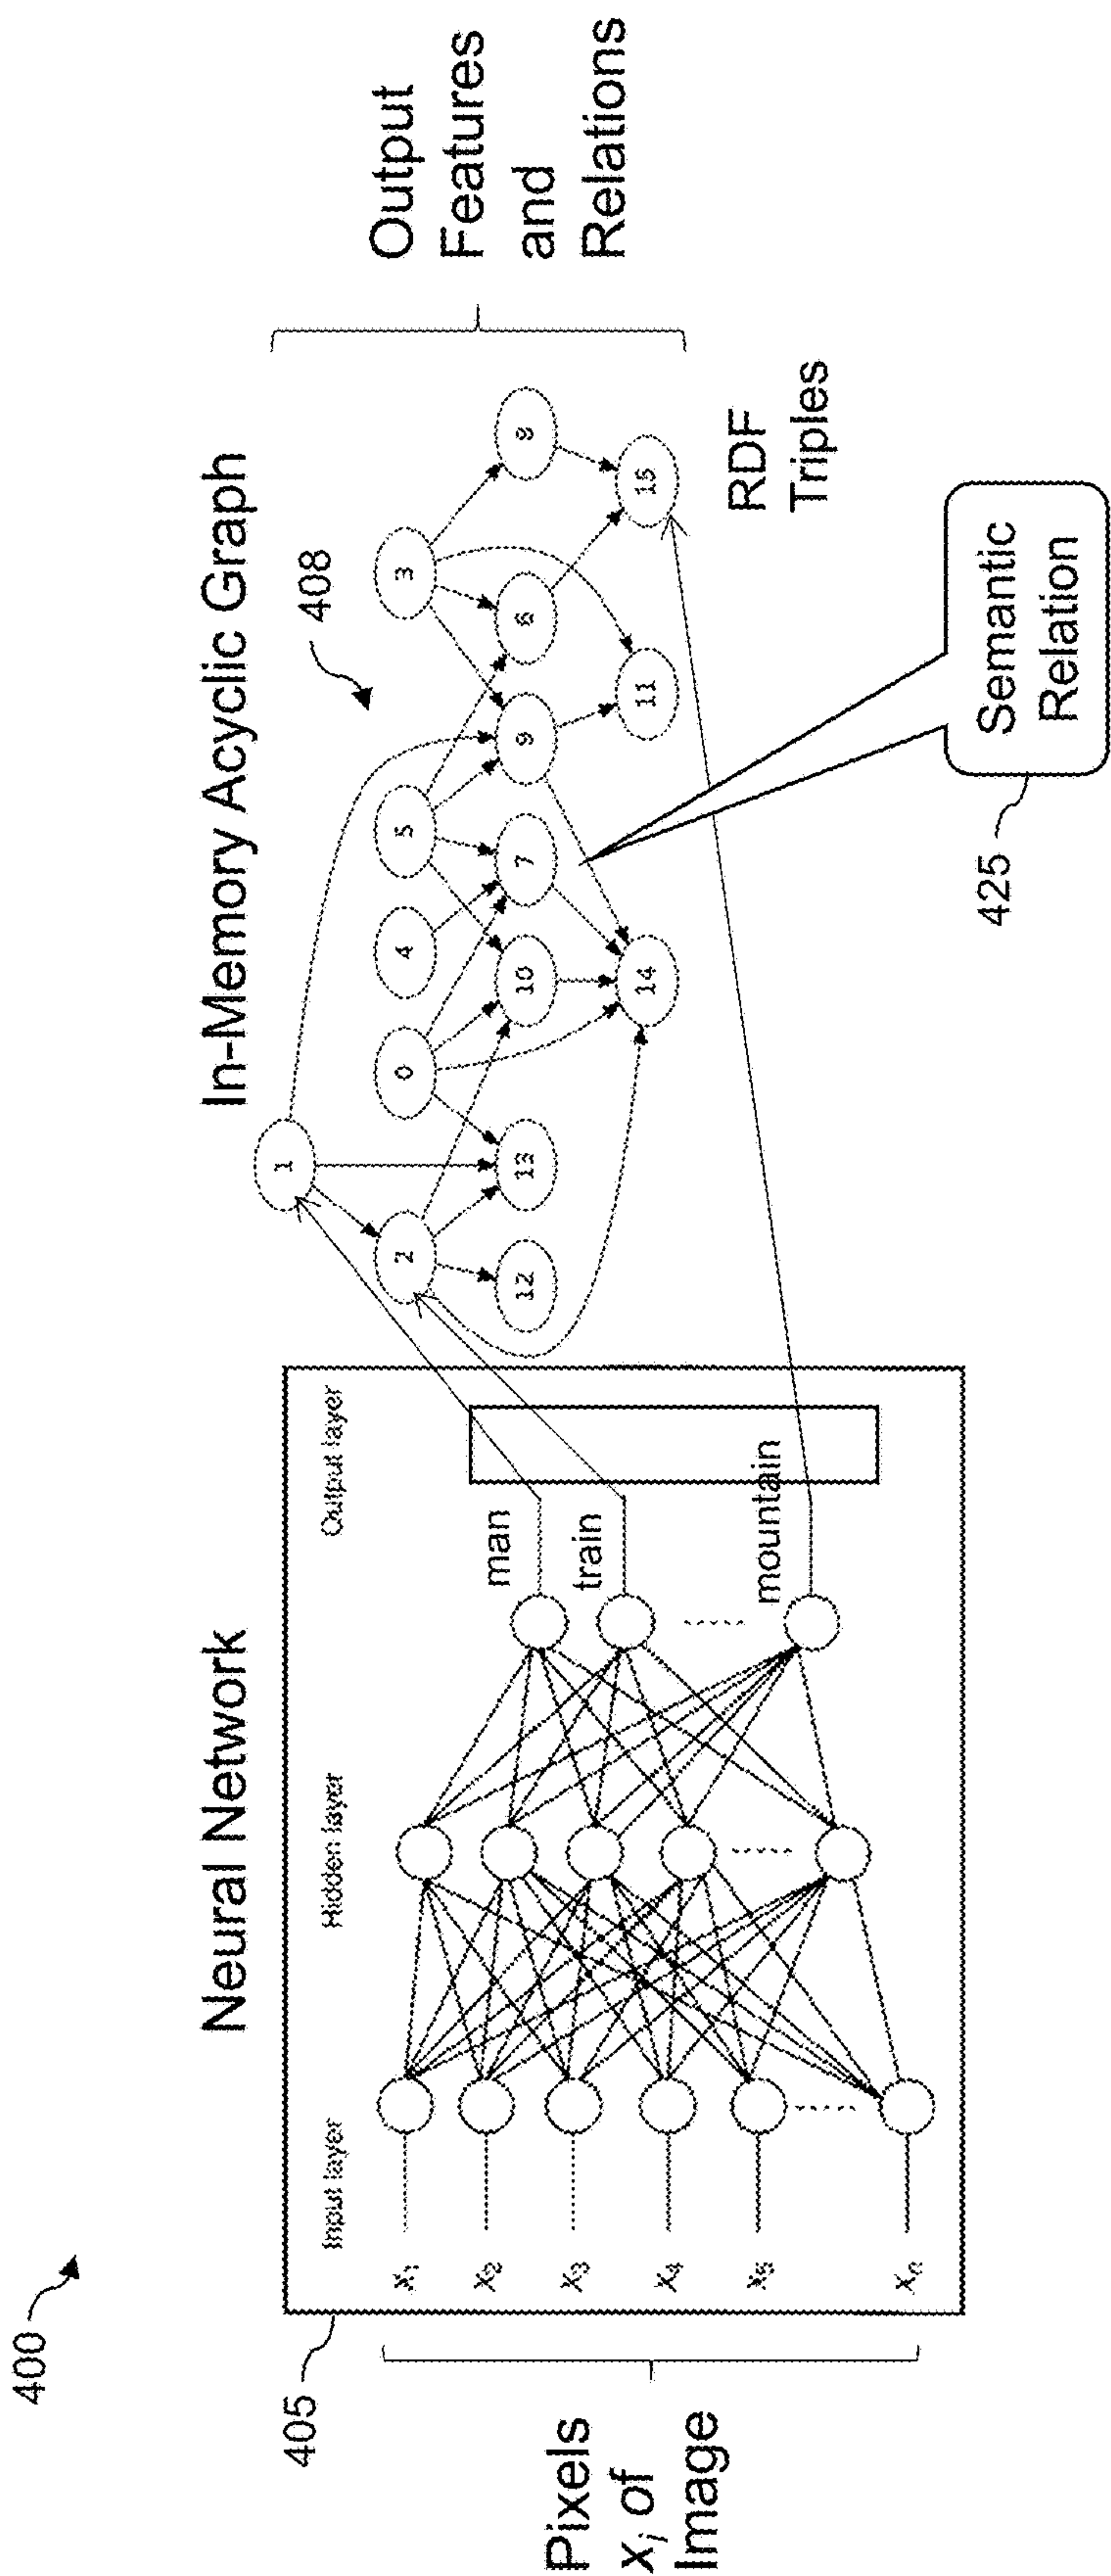 400
Neural Network
In-Memory Acyclic Graph
405
408
Input layer
Hidden layer
Output layer
Pixels
xᵢ of
Image
x₁
x₂
x₃
x₄
x₅
xₙ
man
train
mountain
1
2
0
4
5
3
12
13
10
7
9
6
8
14
11
15
Output
Features
and
Relations
RDF
Triples
Semantic
Relation
425